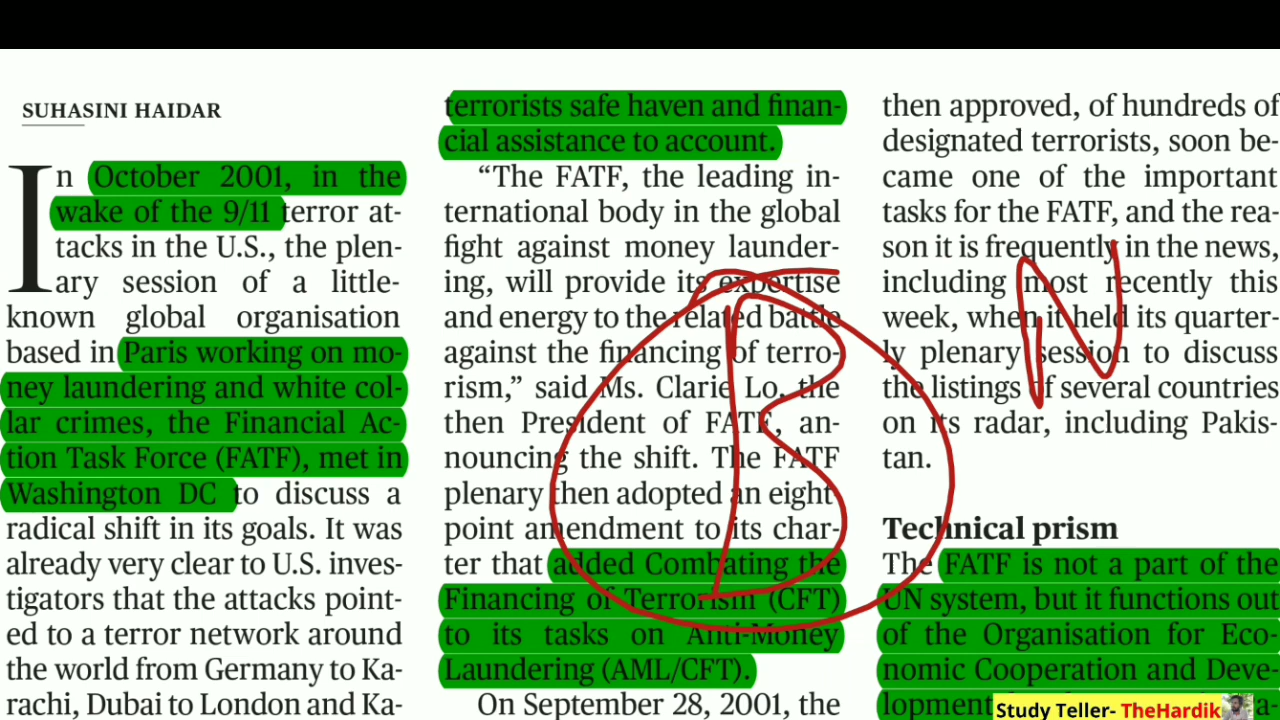 SUHASINI HAIDAR
In October 2001, in the
wake of the 9/11 terror at-
tacks in the U.S., the plen-
ary session of a little-
known global organisation
based in Paris working on mo-
ney laundering and white col-
lar crimes, the Financial Ac-
tion Task Force (FATF), met in
Washington DC to discuss a
radical shift in its goals. It was
already very clear to U.S. inves-
tigators that the attacks point-
ed to a terror network around
the world from Germany to Ka-
rachi, Dubai to London and Ka-
terrorists safe haven and finan-
cial assistance to account.
“The FATF, the leading in-
ternational body in the global
fight against money launder-
ing, will provide its expertise
and energy to the related battle
against the financing of terro-
rism,” said Ms. Clarie Lo, the
then President of FATF, an-
nouncing the shift. The FATF
plenary then adopted an eight-
point amendment to its char-
ter that added Combating the
Financing of Terrorism (CFT)
to its tasks on Anti-Money
Laundering (AML/CFT).
On September 28, 2001, the
B
then approved, of hundreds of
designated terrorists, soon be-
came one of the important
tasks for the FATF, and the rea-
son it is frequently in the news,
including most recently this
week, when it held its quarter-
ly plenary session to discuss
the listings of several countries
on its radar, including Pakis-
tan.
N
Technical prism
The FATF is not a part of the
UN system, but it functions out
of the Organisation for Eco-
nomic Cooperation and Deve-
lopment
Study Teller- TheHardik